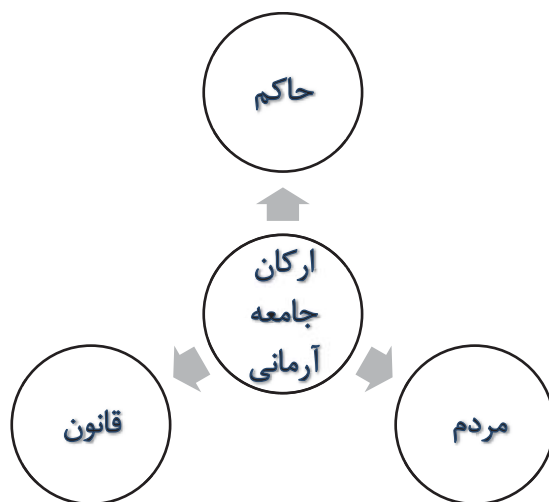 حاکم
ارکان
جامعه
آرمانی
مردم
قانون